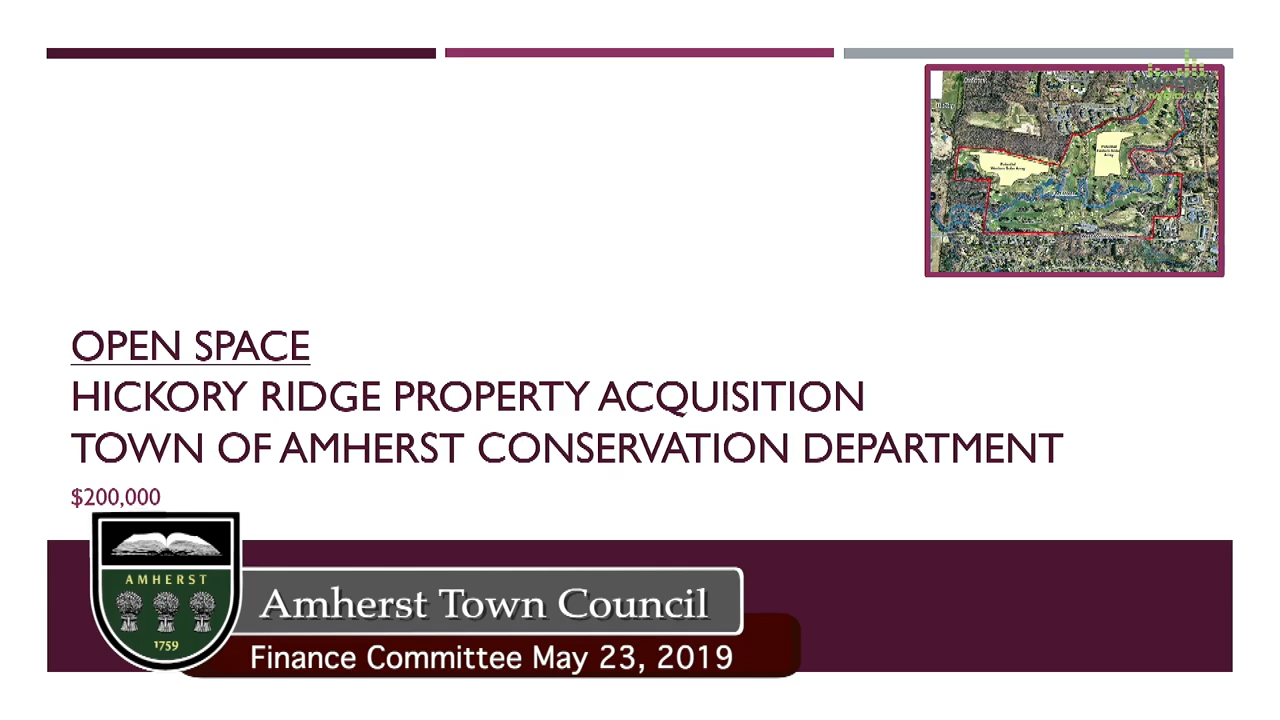 OPEN SPACE
HICKORY RIDGE PROPERTY ACQUISITION
TOWN OF AMHERST CONSERVATION DEPARTMENT
$200,000
AMHERST
1759
Amherst Town Council
Finance Committee May 23, 2019